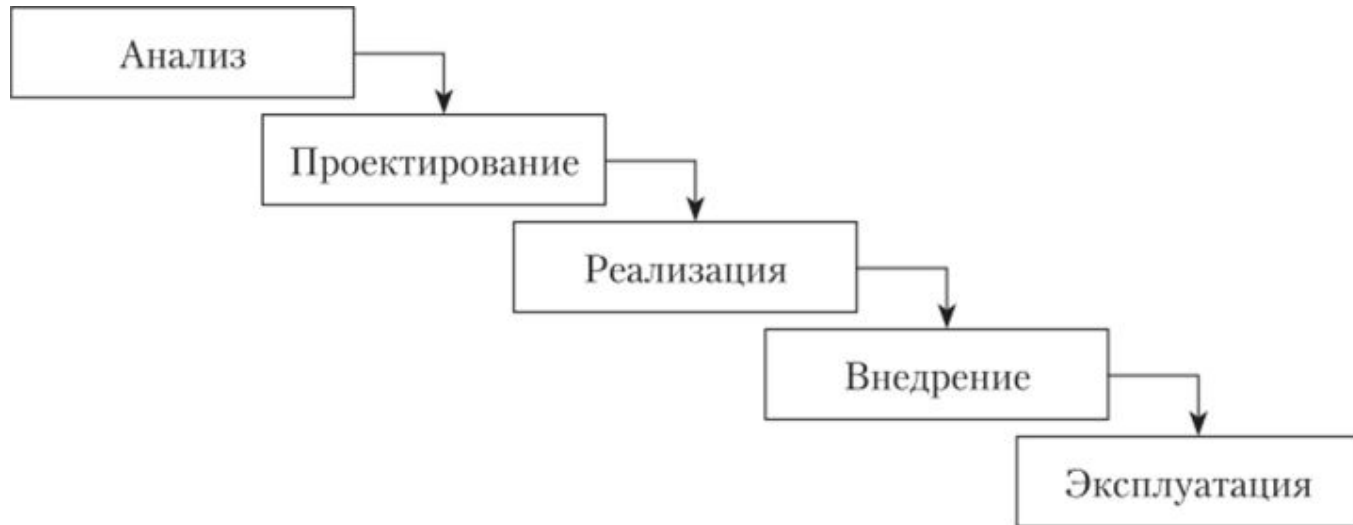 Анализ
Проектирование
Реализация
Внедрение
Эксплуатация